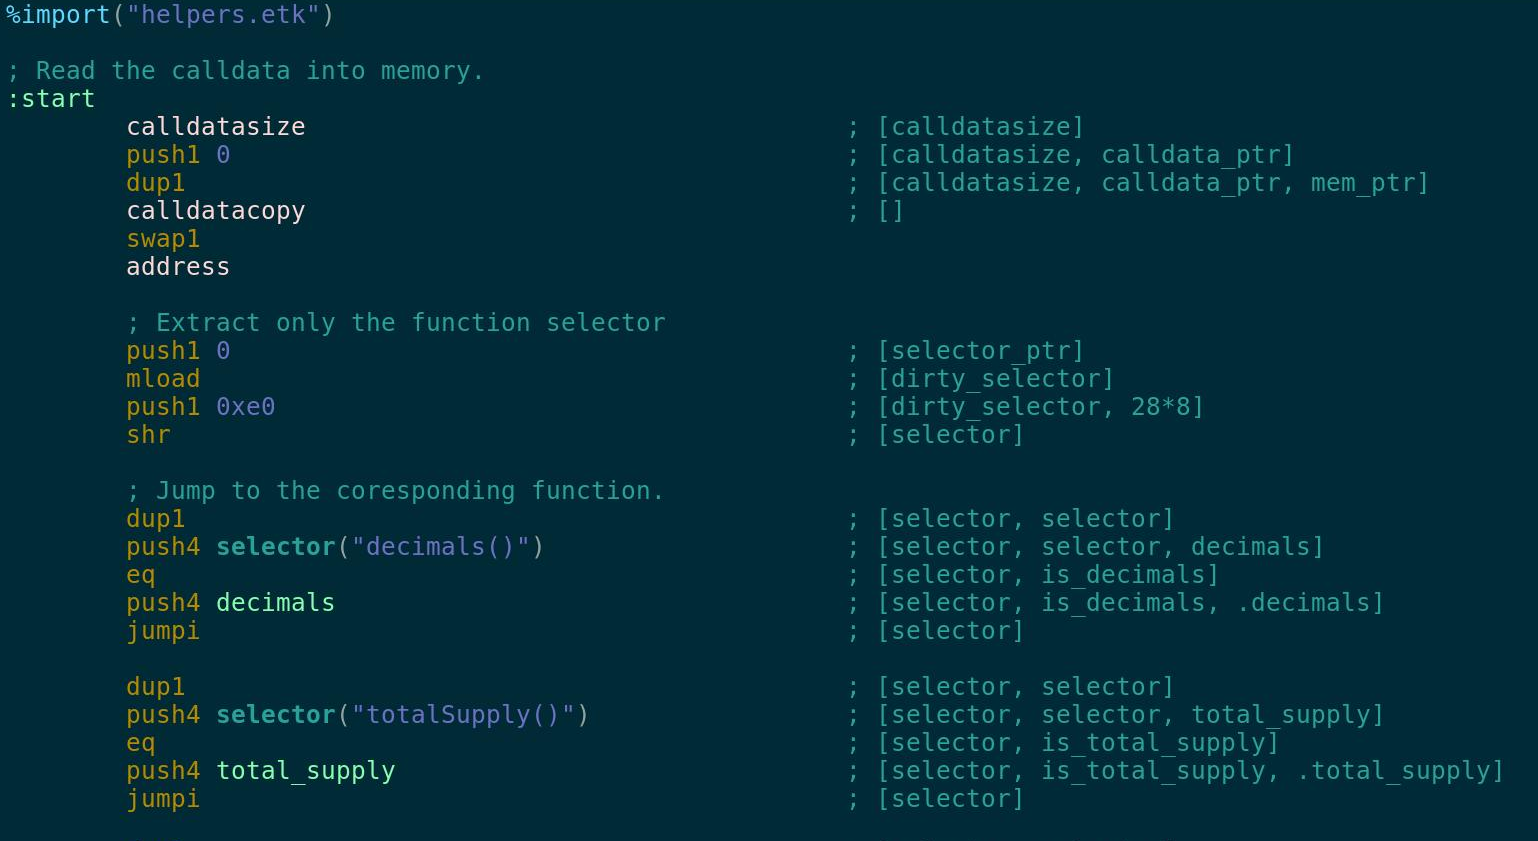 %import("helpers.etk")
; Read the calldata into memory.
:start
calldatasize ; [calldatasize]
push1 0 ; [calldatasize, calldata_ptr]
dup1 ; [calldatasize, calldata_ptr, mem_ptr]
calldatacopy ; []
swap1
address
; Extract only the function selector
push1 0 ; [selector_ptr]
mload ; [dirty_selector]
push1 0xe0 ; [dirty_selector, 28*8]
shr ; [selector]
; Jump to the coresponding function.
dup1 ; [selector, selector]
push4 selector("decimals()") ; [selector, selector, decimals]
eq ; [selector, is_decimals]
push4 decimals ; [selector, is_decimals, .decimals]
jumpi ; [selector]
dup1 ; [selector, selector]
push4 selector("totalSupply()") ; [selector, selector, total_supply]
eq ; [selector, is_total_supply]
push4 total_supply ; [selector, is_total_supply, .total_supply]
jumpi ; [selector]